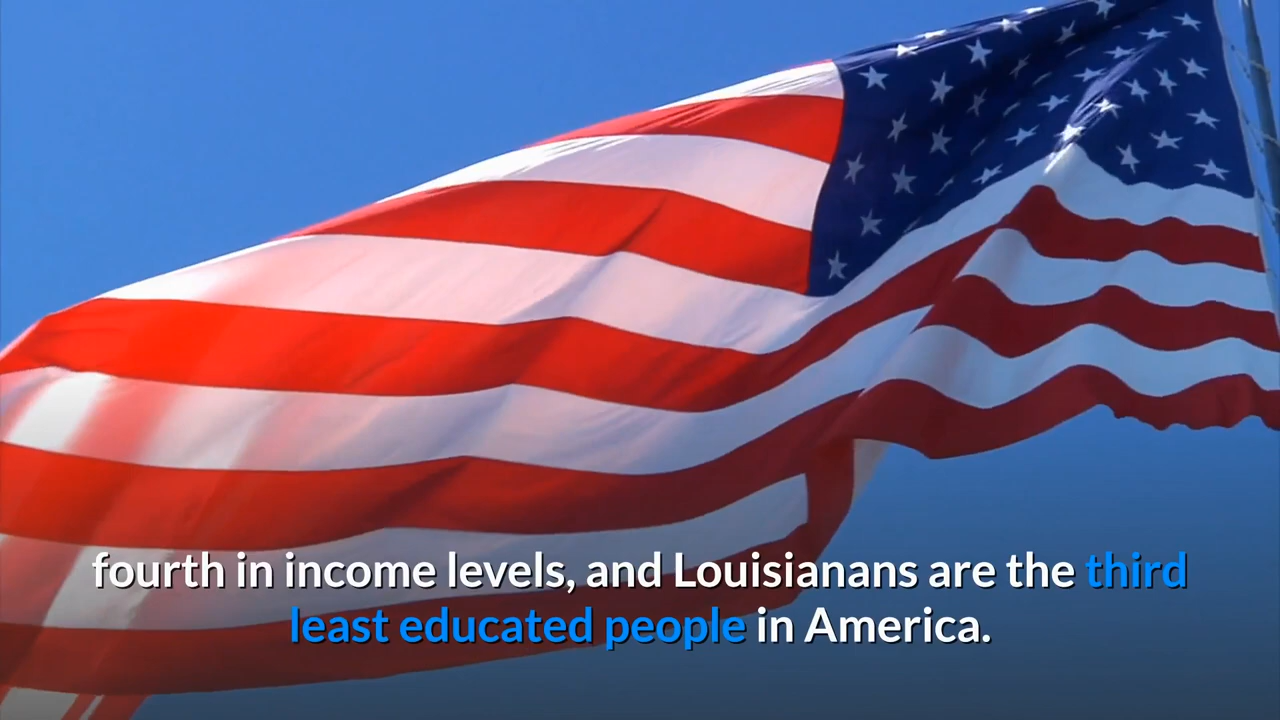 fourth in income levels, and Louisianans are the third
least educated people in America.